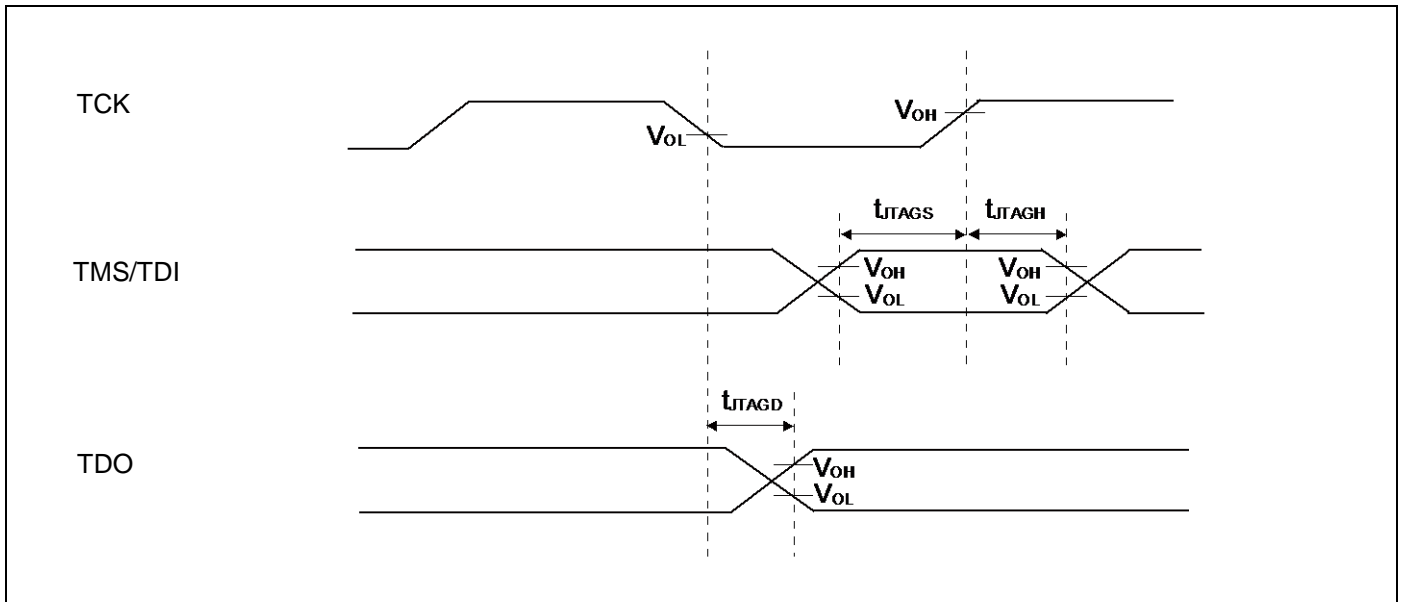 TCK
VOL
VOH
tJTAGS
tJTAGH
TMS/TDI
VOH
VOL
VOH
VOL
tJTAGD
TDO
VOH
VOL